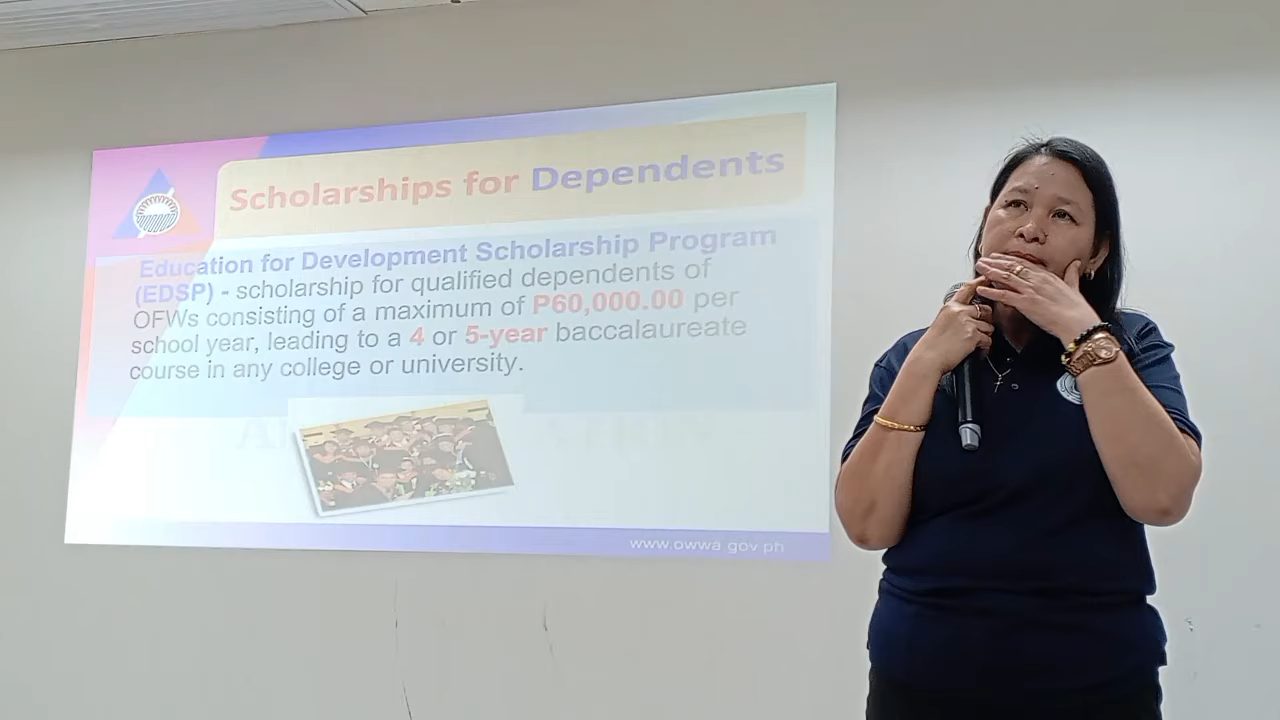 Scholarships for Dependents
Education for Development Scholarship Program
(EDSP) - scholarship for qualified dependents of
OFWs consisting of a maximum of P60,000.00 per
school year, leading to a 4 or 5-year baccalaureate
course in any college or university.
www.owwa.gov.ph